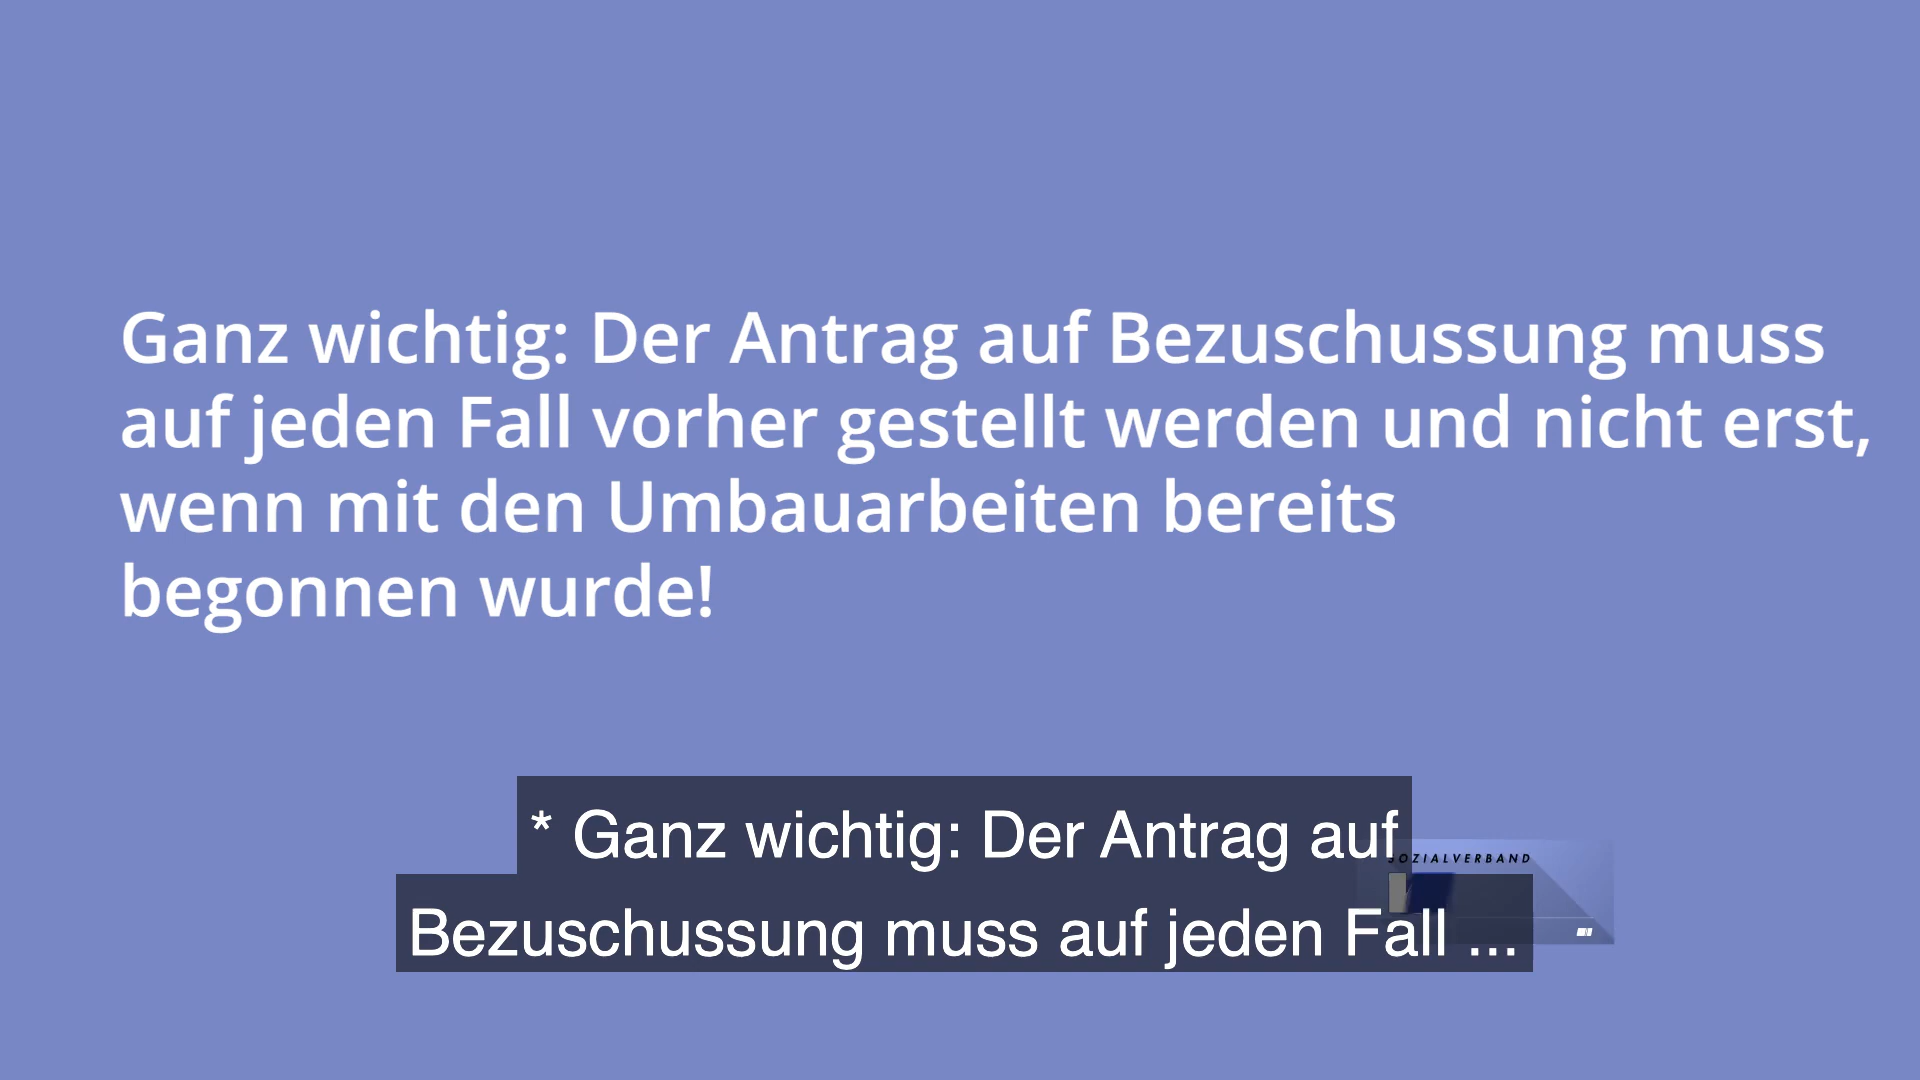 Ganz wichtig: Der Antrag auf Bezuschussung muss
auf jeden Fall vorher gestellt werden und nicht erst,
wenn mit den Umbauarbeiten bereits
begonnen wurde!
* Ganz wichtig: Der Antrag auf
SOZIALVERBAND
Bezuschussung muss auf jeden Fall ...